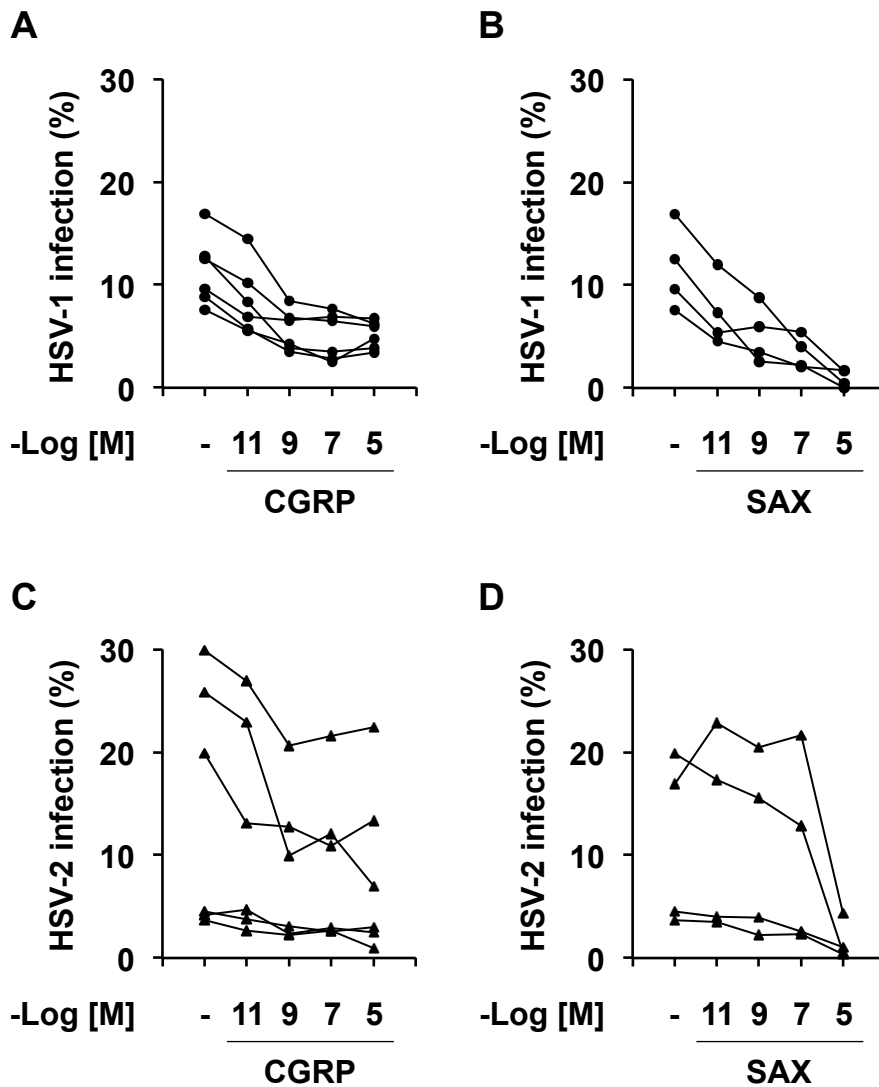 A
B
HSV-1 infection (%)
30
20
10
0
-Log [M] - 11 9 7 5
CGRP
HSV-1 infection (%)
30
20
10
0
-Log [M] - 11 9 7 5
SAX
C
D
HSV-2 infection (%)
30
20
10
0
-Log [M] - 11 9 7 5
CGRP
HSV-2 infection (%)
30
20
10
0
-Log [M] - 11 9 7 5
SAX